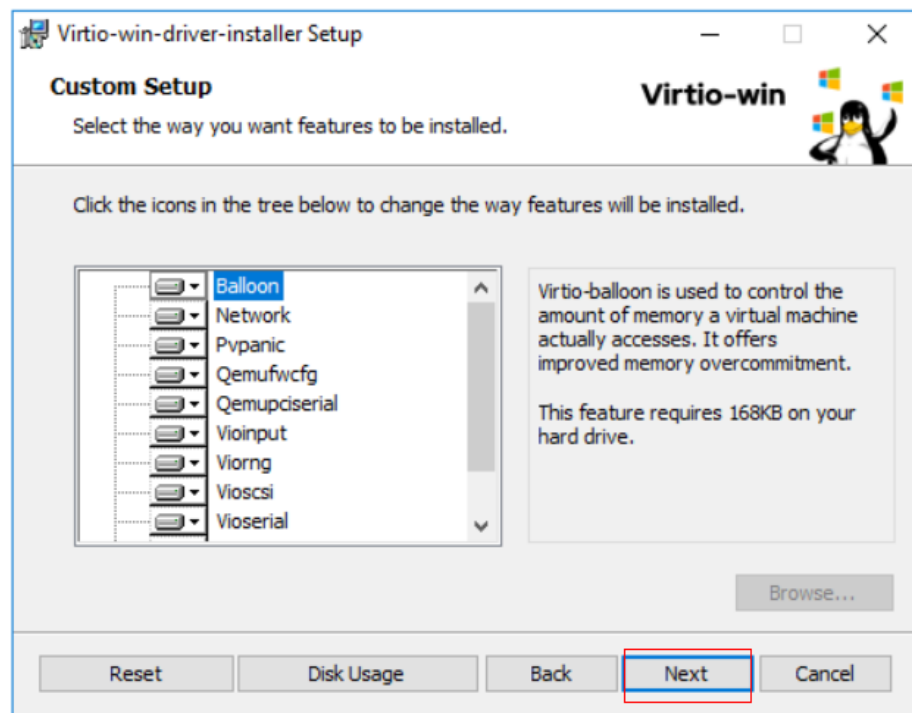 Virtio-win-driver-installer Setup
Custom Setup
Virtio-win
Select the way you want features to be installed.
Click the icons in the tree below to change the way features will be installed.
Balloon
Network
Pvpanic
Qemufwcfg
Qemupciserial
Vioinput
Viorng
Vioscsi
Vioserial
Virtio-balloon is used to control the
amount of memory a virtual machine
actually accesses. It offers
improved memory overcommitment.
This feature requires 168KB on your
hard drive.
Browse...
Reset
Disk Usage
Back
Next
Cancel